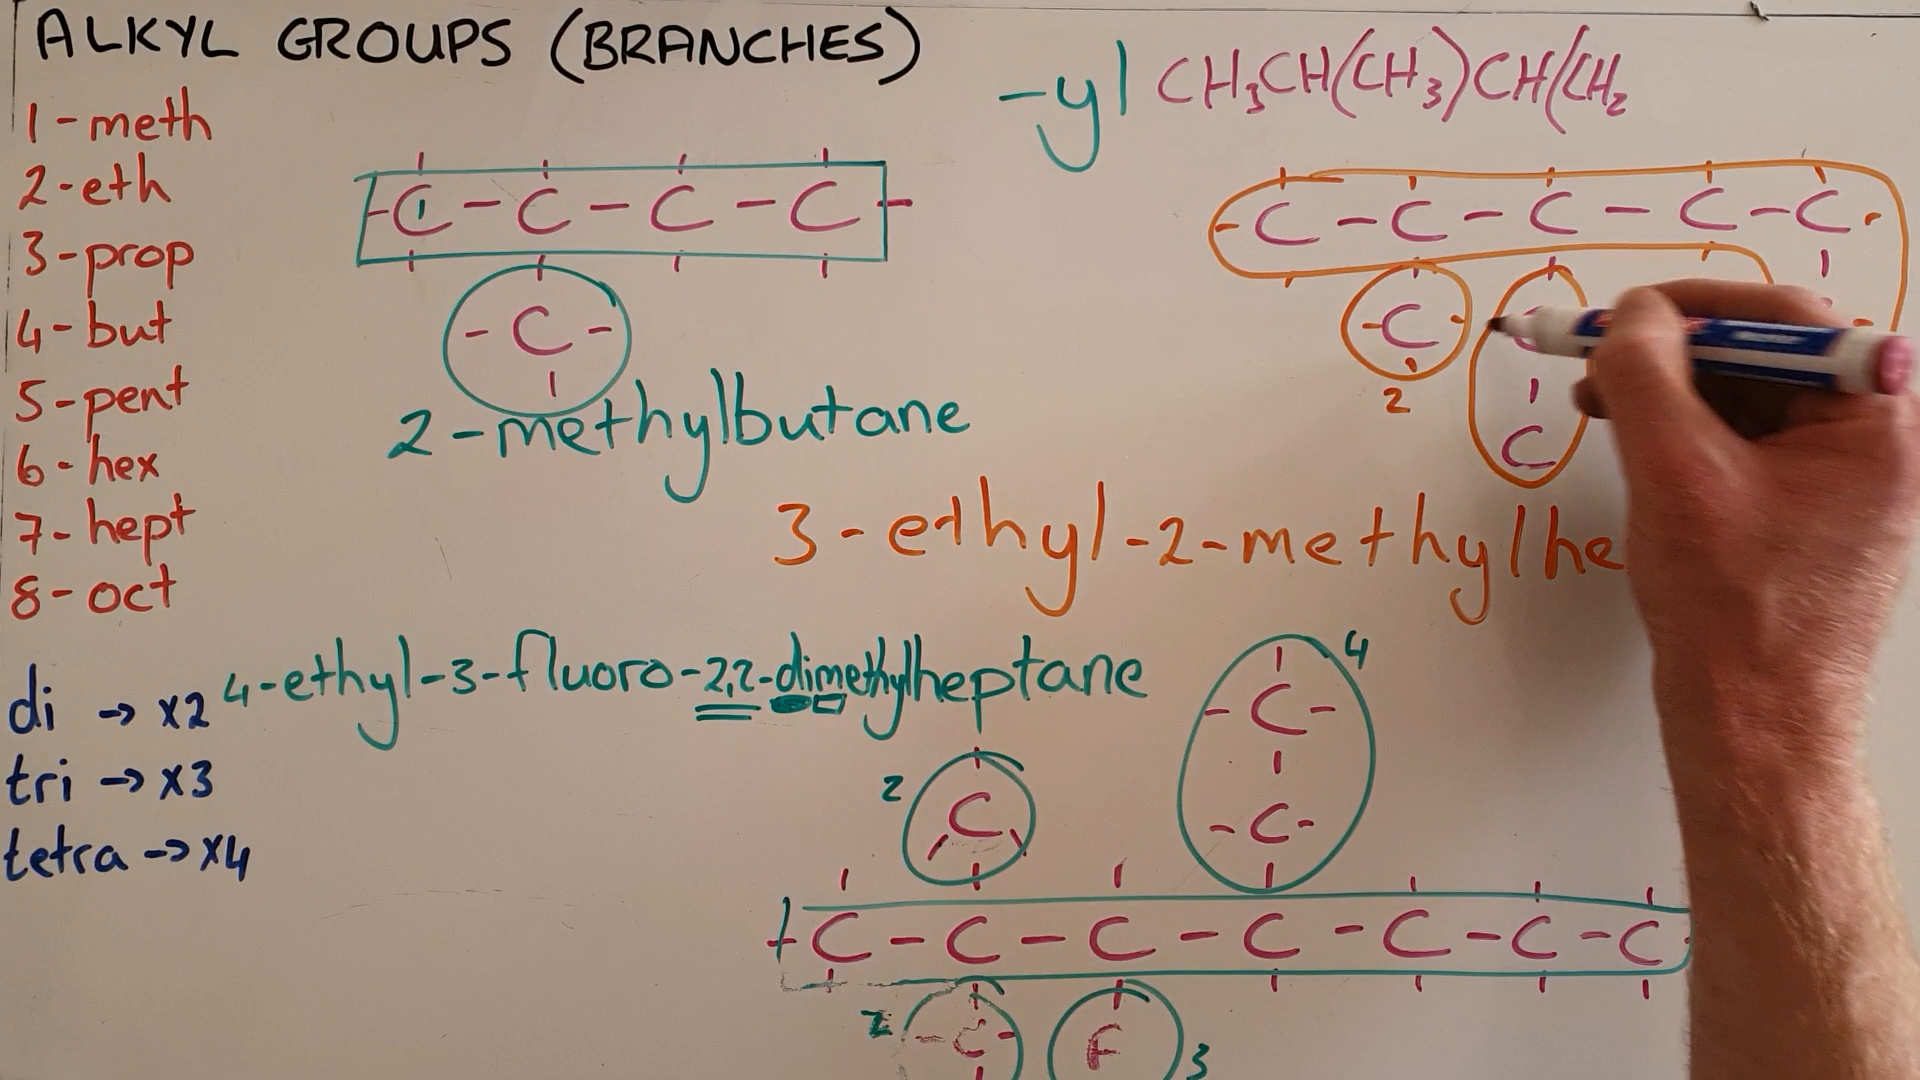 ALKYL GROUPS (BRANCHES)
-yl CH₃CH(CH₃)CH(CH₂
1-meth
2-eth
3-prop
4-but
5-pent
6-hex
7-hept
8-oct
-C-C-C-C-
-C-
2-methylbutane
-C-C-C-C-C-
-C-
2
C
3-ethyl-2-methylhe
di → x2
tri → x3
tetra → x4
4-ethyl-3-fluoro-2,2-dimethylheptane
4
-C-
-C-
2
C
-C-C-C-C-C-C-C-
2
-C-
F
3